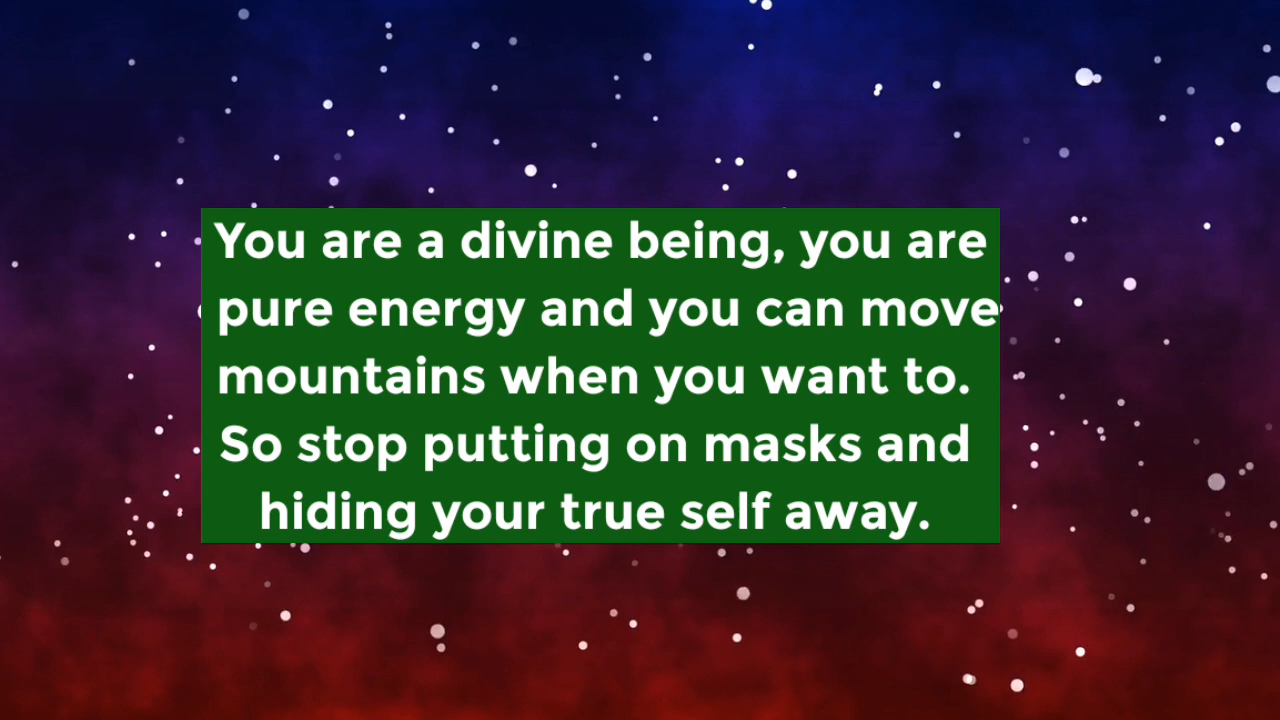 You are a divine being, you are
pure energy and you can move
mountains when you want to.
So stop putting on masks and
hiding your true self away.